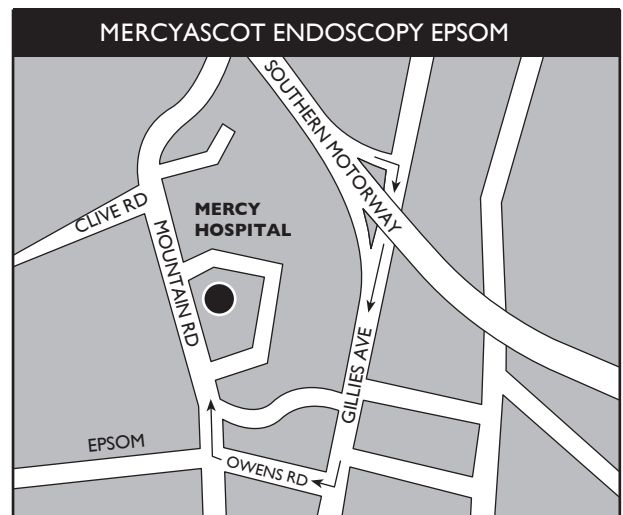 MERCYASCOT ENDOSCOPY EPSOM
SOUTHERN MOTORWAY
CLIVE RD
MERCY
HOSPITAL
MOUNTAIN RD
GILLIES AVE
EPSOM
OWENS RD